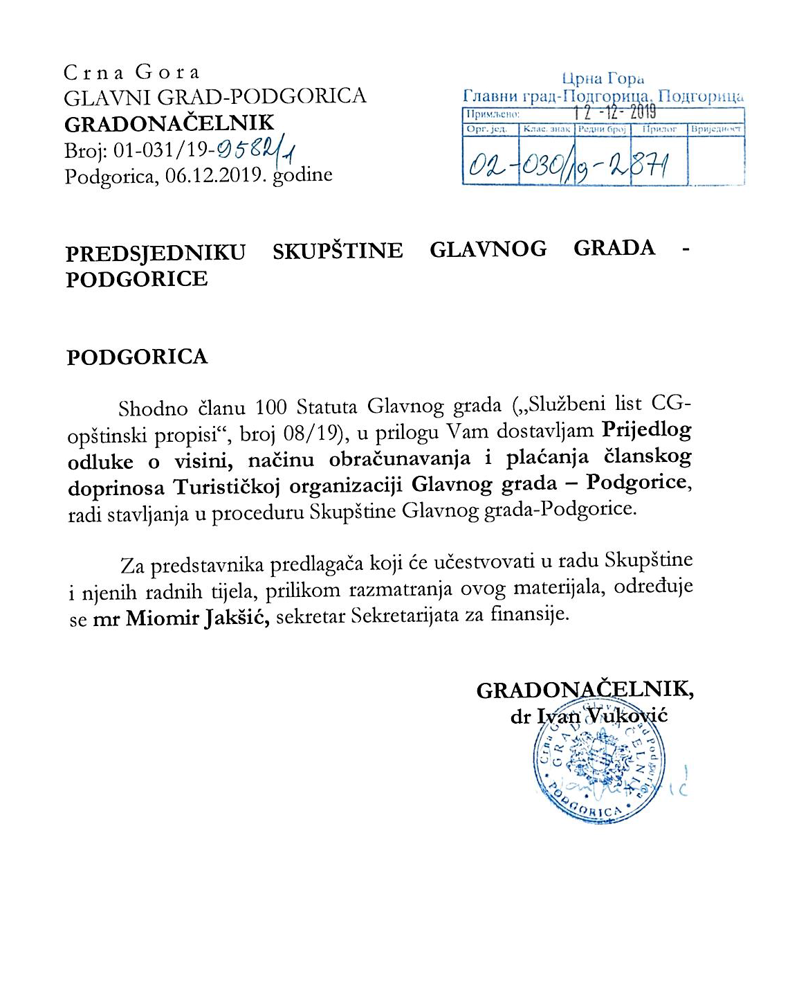 Crna Gora
GLAVNI GRAD-PODGORICA
GRADONAČELNIK
Broj: 01-031/19-9582/1
Podgorica, 06.12.2019. godine
Црна Гора
Главни град-Подгорица, Подгорица
Примљено: 12-12-2019
Орг. јед. Клас. знак Редни број Прилог Вриједност
02-030/19-2871
PREDSJEDNIKU SKUPŠTINE GLAVNOG GRADA -
PODGORICE
PODGORICA
Shodno članu 100 Statuta Glavnog grada („Službeni list CG-
opštinski propisi“, broj 08/19), u prilogu Vam dostavljam Prijedlog
odluke o visini, načinu obračunavanja i plaćanja članskog
doprinosa Turističkoj organizaciji Glavnog grada – Podgorice,
radi stavljanja u proceduru Skupštine Glavnog grada-Podgorice.
Za predstavnika predlagača koji će učestvovati u radu Skupštine
i njenih radnih tijela, prilikom razmatranja ovog materijala, određuje
se mr Miomir Jakšić, sekretar Sekretarijata za finansije.
GRADONAČELNIK,
dr Ivan Vuković
Crna Gora, Glavni grad Podgorica
GRADONAČELNIK
PODGORICA